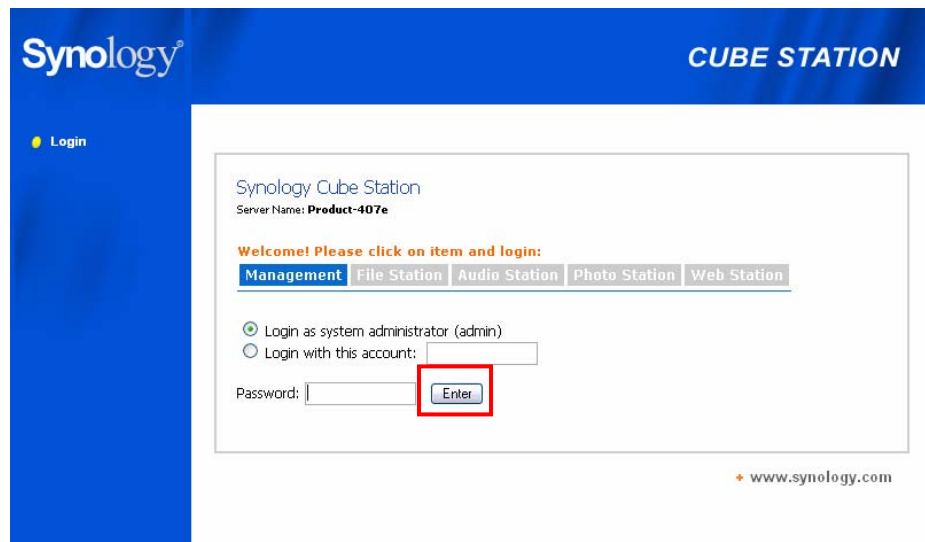 Synology®
CUBE STATION
Login
Synology Cube Station
Server Name: Product-407e
Welcome! Please click on item and login:
Management File Station Audio Station Photo Station Web Station
Login as system administrator (admin)
Login with this account:
Password: Enter
+ www.synology.com